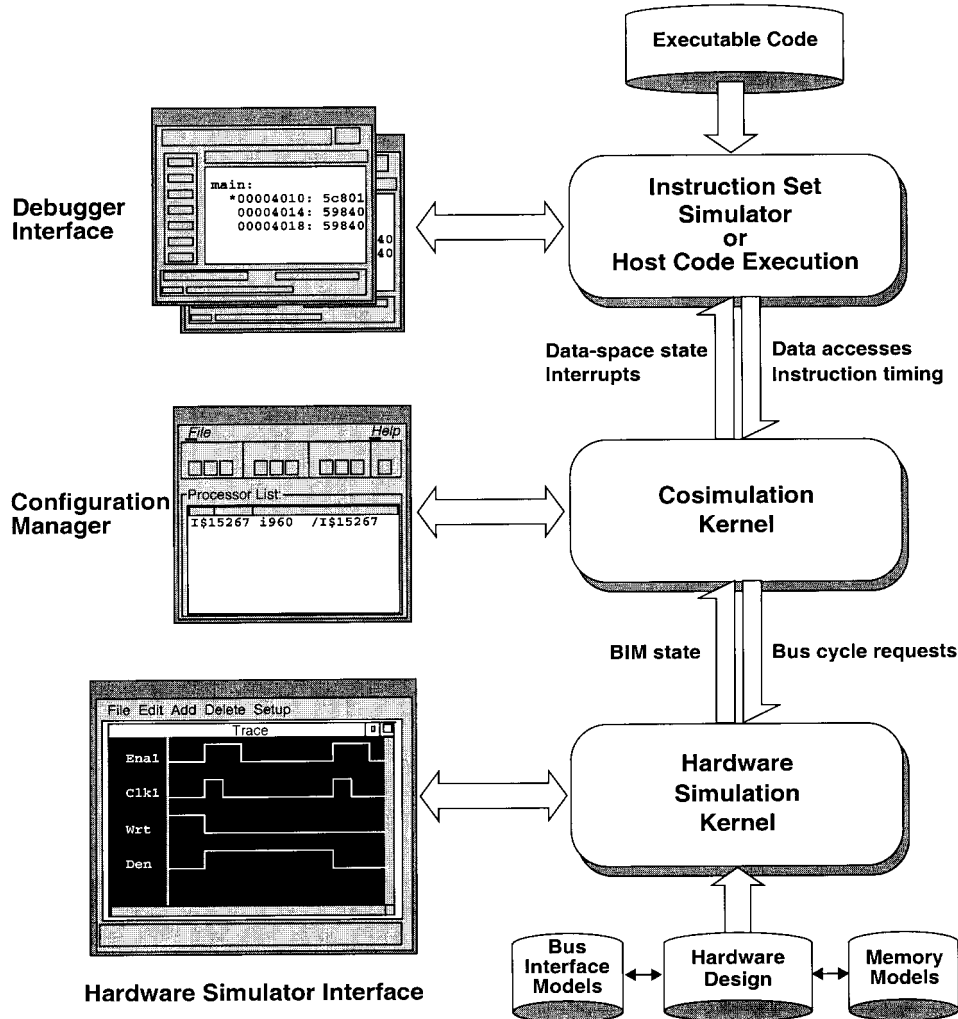 Executable Code
Debugger
Interface
main:
*00004010: 5c801
00004014: 59840
00004018: 59840
40
40
Instruction Set
Simulator
or
Host Code Execution
Data-space state
Interrupts
Data accesses
Instruction timing
Configuration
Manager
File Help
Processor List:
I$15267 i960 /I$15267
Cosimulation
Kernel
BIM state
Bus cycle requests
File Edit Add Delete Setup
Trace
Ena1
Clk1
Wrt
Den
Hardware Simulator Interface
Hardware
Simulation
Kernel
Bus
Interface
Models
Hardware
Design
Memory
Models